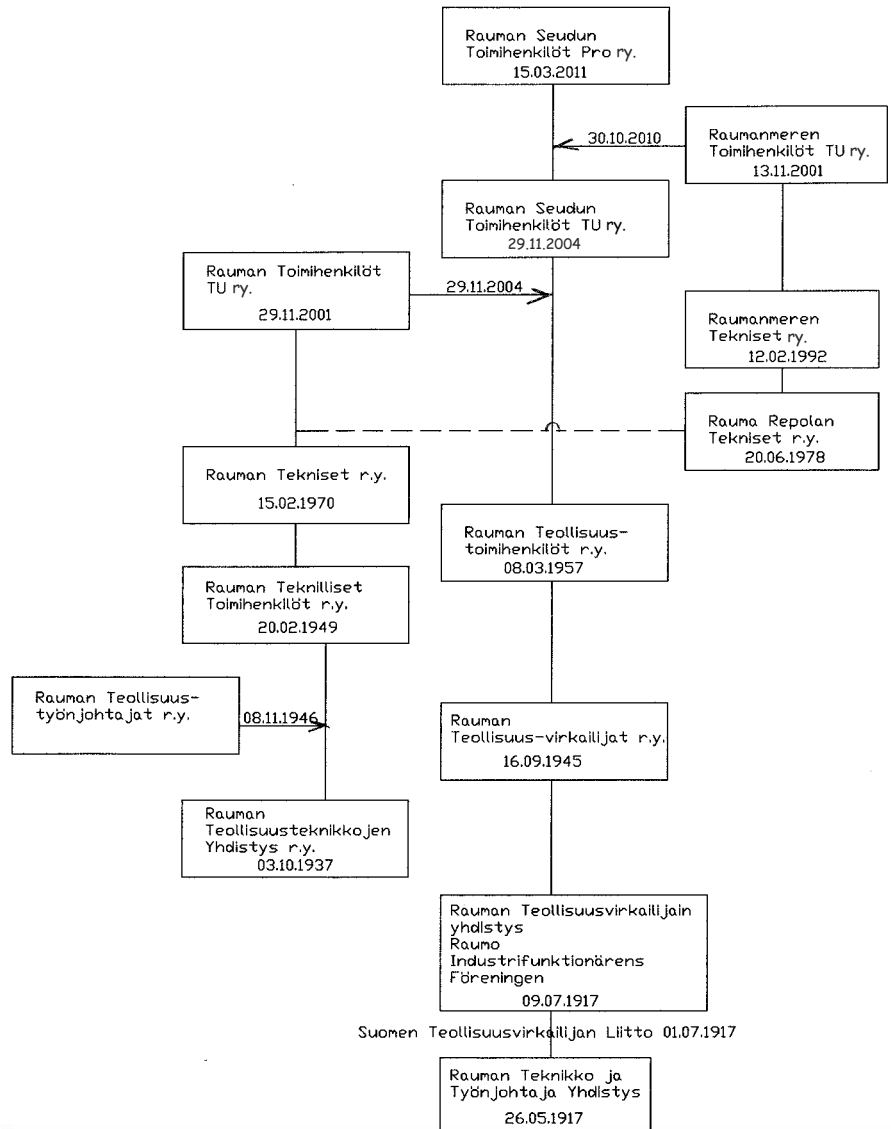 Rauman Seudun
Toimihenkilöt Pro ry.
15.03.2011
30.10.2010
Raumanmeren
Toimihenkilöt TU ry.
13.11.2001
Rauman Seudun
Toimihenkilöt TU ry.
29.11.2004
Rauman Toimihenkilöt
TU ry.
29.11.2001
29.11.2004
Raumanmeren
Tekniset ry.
12.02.1992
Rauma Repolan
Tekniset r.y.
20.06.1978
Rauman Tekniset r.y.
15.02.1970
Rauman Teollisuus-
toimihenkilöt r.y.
08.03.1957
Rauman Teknilliset
Toimihenkilöt r.y.
20.02.1949
Rauman Teollisuus-
työnjohtajat r.y.
08.11.1946
Rauman
Teollisuus-virkailijat r.y.
16.09.1945
Rauman
Teollisuusteknikkojen
Yhdistys r.y.
03.10.1937
Rauman Teollisuusvirkailijain
yhdistys
Raumo
Industrifunktionärens
Föreningen
09.07.1917
Suomen Teollisuusvirkailijan Liitto 01.07.1917
Rauman Teknikko ja
Työnjohtaja Yhdistys
26.05.1917